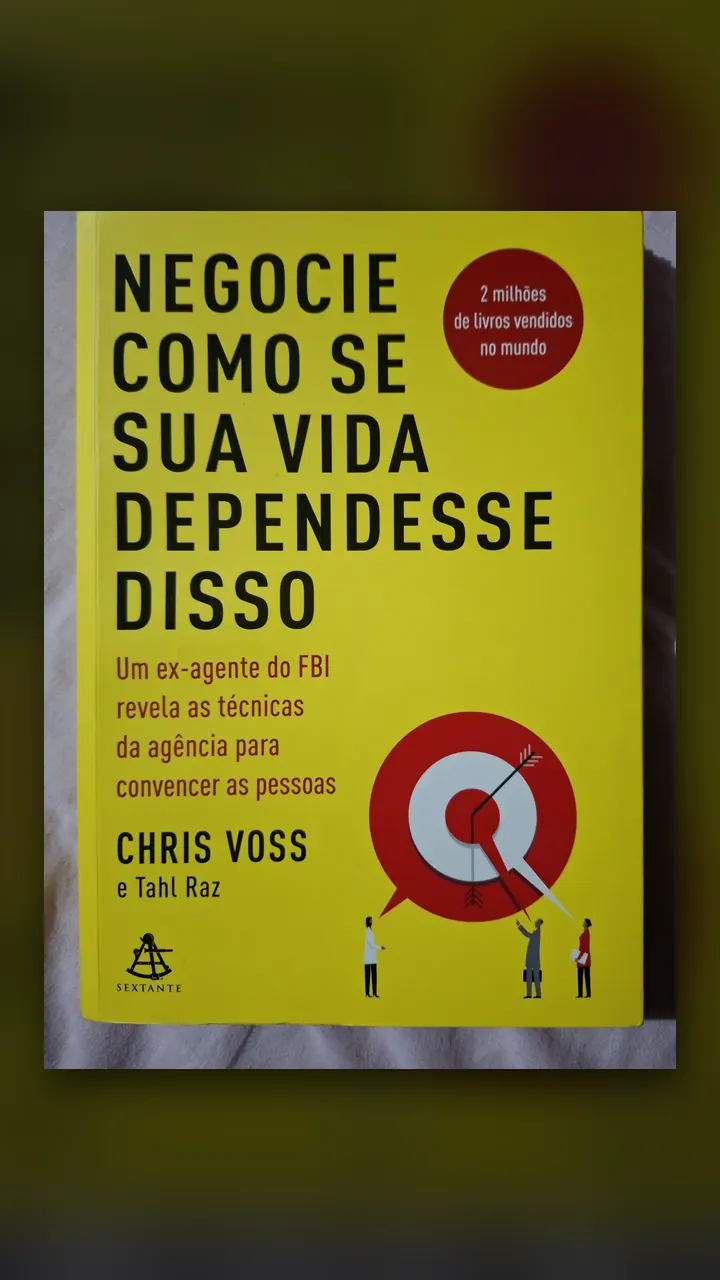 NEGOCIE
COMO SE
SUA VIDA
DEPENDESSE
DISSO
2 milhões
de livros vendidos
no mundo
Um ex-agente do FBI
revela as técnicas
da agência para
convencer as pessoas
CHRIS VOSS
e Tahl Raz
SEXTANTE